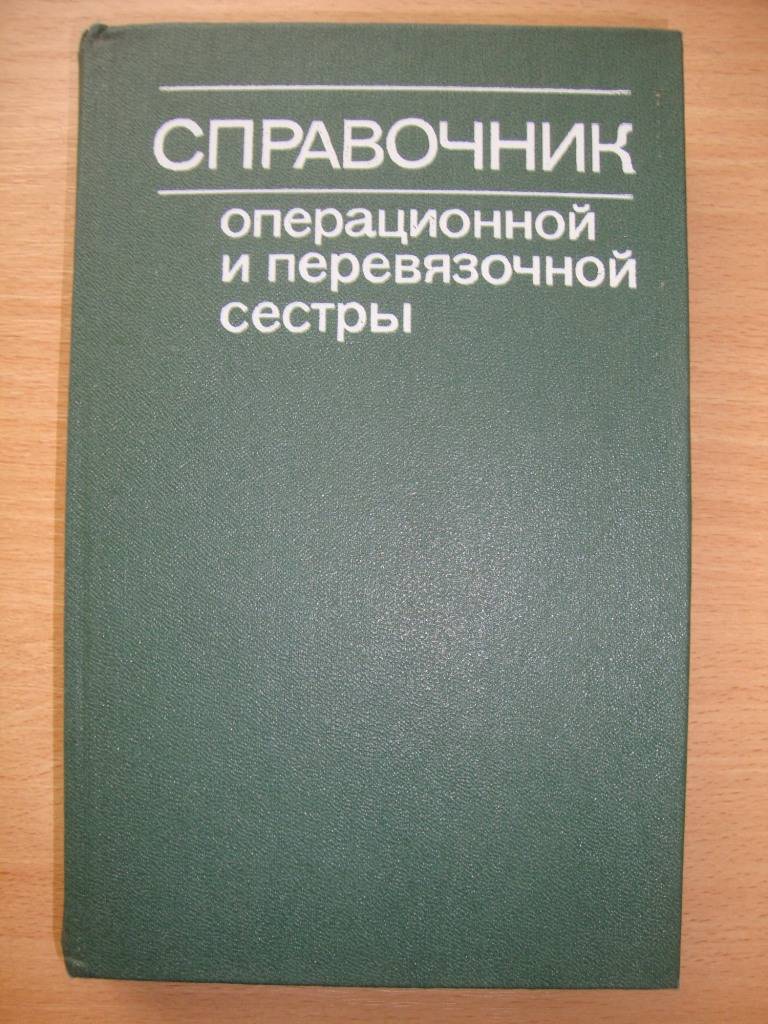 СПРАВОЧНИК
операционной
и перевязочной
сестры